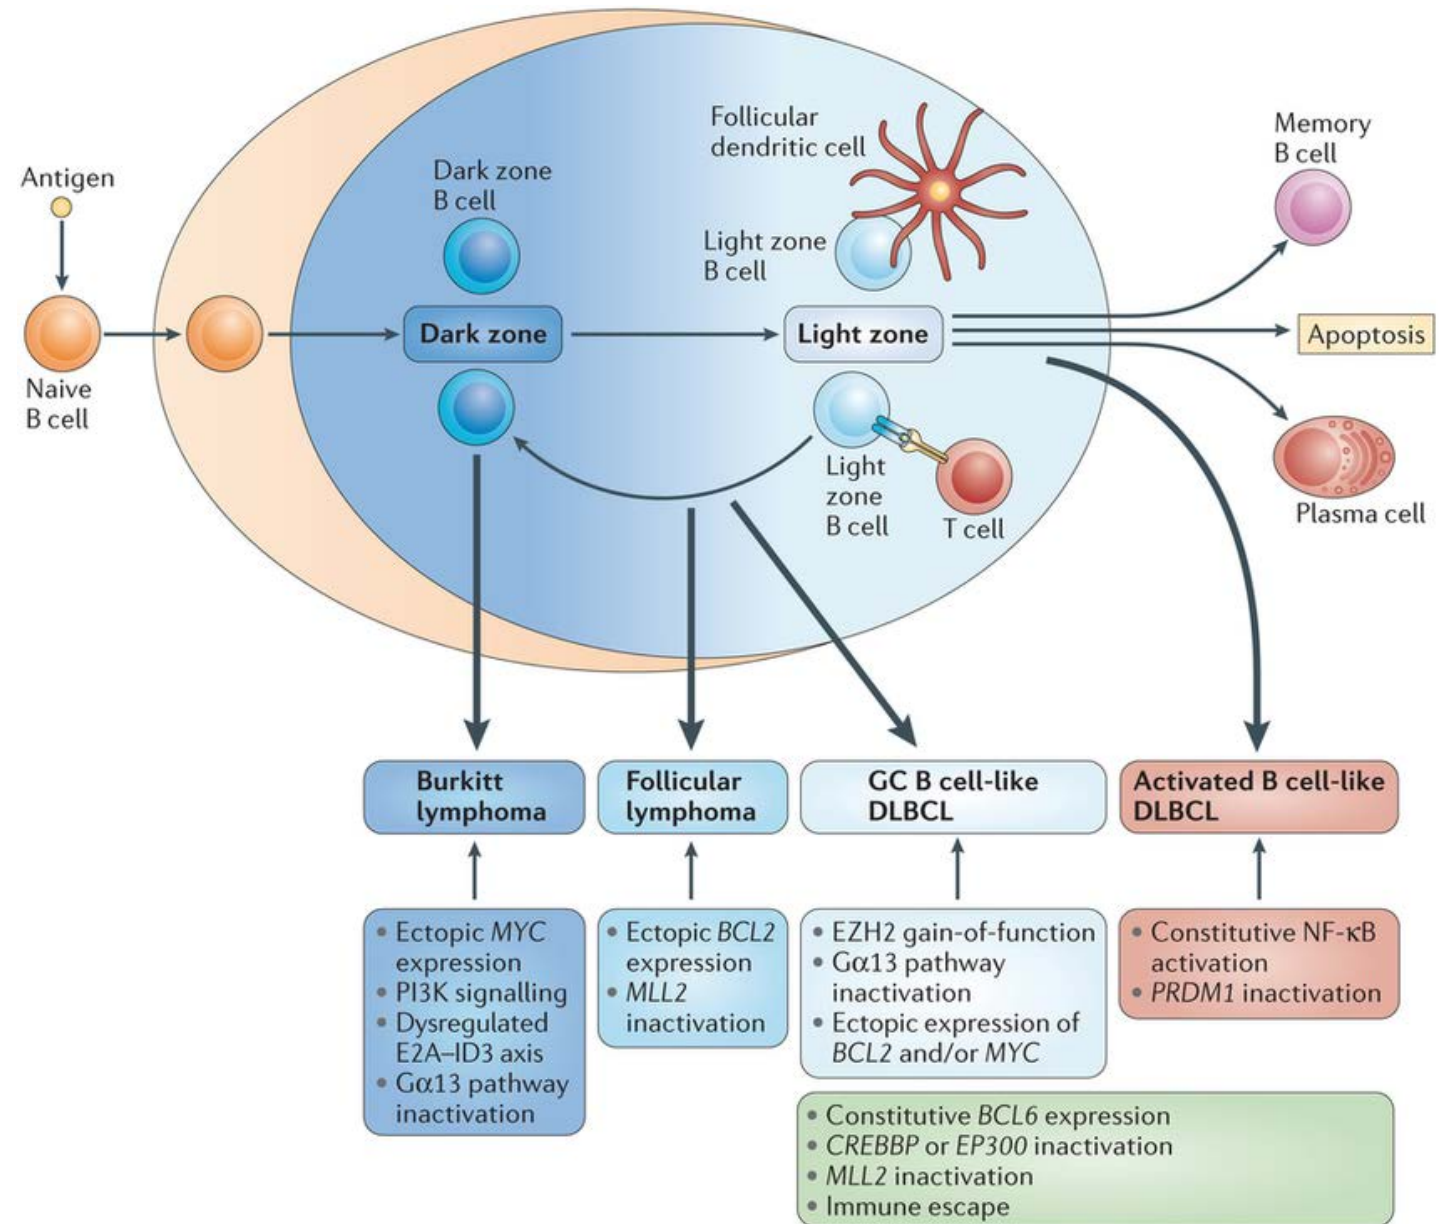 Antigen
Naive
B cell
Dark zone
B cell
Dark zone
Follicular
dendritic cell
Light zone
B cell
Light zone
Light
zone
B cell
T cell
Memory
B cell
Apoptosis
Plasma cell
Burkitt
lymphoma
• Ectopic MYC
expression
• PI3K signalling
• Dysregulated
E2A–ID3 axis
• Gα13 pathway
inactivation
Follicular
lymphoma
• Ectopic BCL2
expression
• MLL2
inactivation
GC B cell-like
DLBCL
• EZH2 gain-of-function
• Gα13 pathway
inactivation
• Ectopic expression of
BCL2 and/or MYC
Activated B cell-like
DLBCL
• Constitutive NF-κB
activation
• PRDM1 inactivation
• Constitutive BCL6 expression
• CREBBP or EP300 inactivation
• MLL2 inactivation
• Immune escape